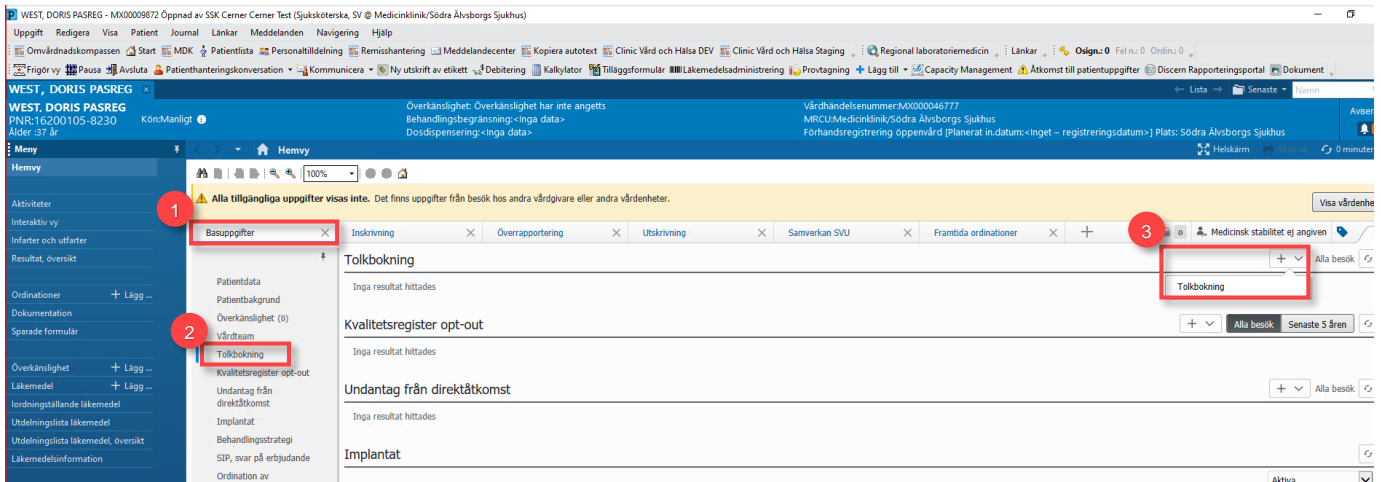 WEST, DORIS PASREG - MX00009872 Öppnad av SSK Cerner Cerner Test (Sjuksköterska, SV @ Medicinklinik/Södra Älvsborgs Sjukhus)
Uppgift Redigera Visa Patient Journal Länkar Meddelanden Navigering Hjälp
Omvårdnadskompassen Start MDK Patientlista Personaltilldelning Remisshantering Meddelandecenter Kopiera autotext Clinic Vård och Hälsa DEV Clinic Vård och Hälsa Staging Regional laboratoriemedicin Länkar Osign.: 0 Fel n.: 0 Ordin.: 0
Frigör vy Pausa Avsluta Patienthanteringskonversation Kommunicera Ny utskrift av etikett Debitering Kalkylator Tilläggsformulär Läkemedelsadministrering Provtagning Lägg till Capacity Management Åtkomst till patientuppgifter Discern Rapporteringsportal Dokument
WEST, DORIS PASREG × Lista Senaste Namn
WEST, DORIS PASREG Överkänslighet: Överkänslighet har inte angetts Vårdhändelsenummer:MX000046777
PNR:16200105-8230 Kön:Manligt Behandlingsbegränsning:<Inga data> MRCU:Medicinklinik/Södra Älvsborgs Sjukhus Avser
Ålder :37 år Dosdispensering:<Inga data> Förhandsregistrering öppenvård [Planerat in.datum:<Inget – registreringsdatum>] Plats: Södra Älvsborgs Sjukhus
Meny Hemvy Helskärm Skriv ut 0 minuter
Hemvy
100%
Alla tillgängliga uppgifter visas inte. Det finns uppgifter från besök hos andra vårdgivare eller andra vårdenheter. Visa vårdenhe
1
Basuppgifter Inskrivning Överrapportering Utskrivning Samverkan SVU Framtida ordinationer + 3 0 Medicinsk stabilitet ej angiven
Aktiviteter
Interaktiv vy
Infarter och utfarter
Resultat, översikt
Ordinationer + Lägg ...
Dokumentation
Sparade formulär
Överkänslighet + Lägg ...
Läkemedel + Lägg ...
Iordningställande läkemedel
Utdelningslista läkemedel
Utdelningslista läkemedel, översikt
Läkemedelsinformation
Patientdata
Patientbakgrund
Överkänslighet (0)
2
Vårdteam
Tolkbokning
Kvalitetsregister opt-out
Undantag från
direktåtkomst
Implantat
Behandlingsstrategi
SIP, svar på erbjudande
Ordination av
Tolkbokning + Alla besök
Tolkbokning
Inga resultat hittades
Kvalitetsregister opt-out + Alla besök Senaste 5 åren
Inga resultat hittades
Undantag från direktåtkomst + Alla besök
Inga resultat hittades
Implantat
Aktiva